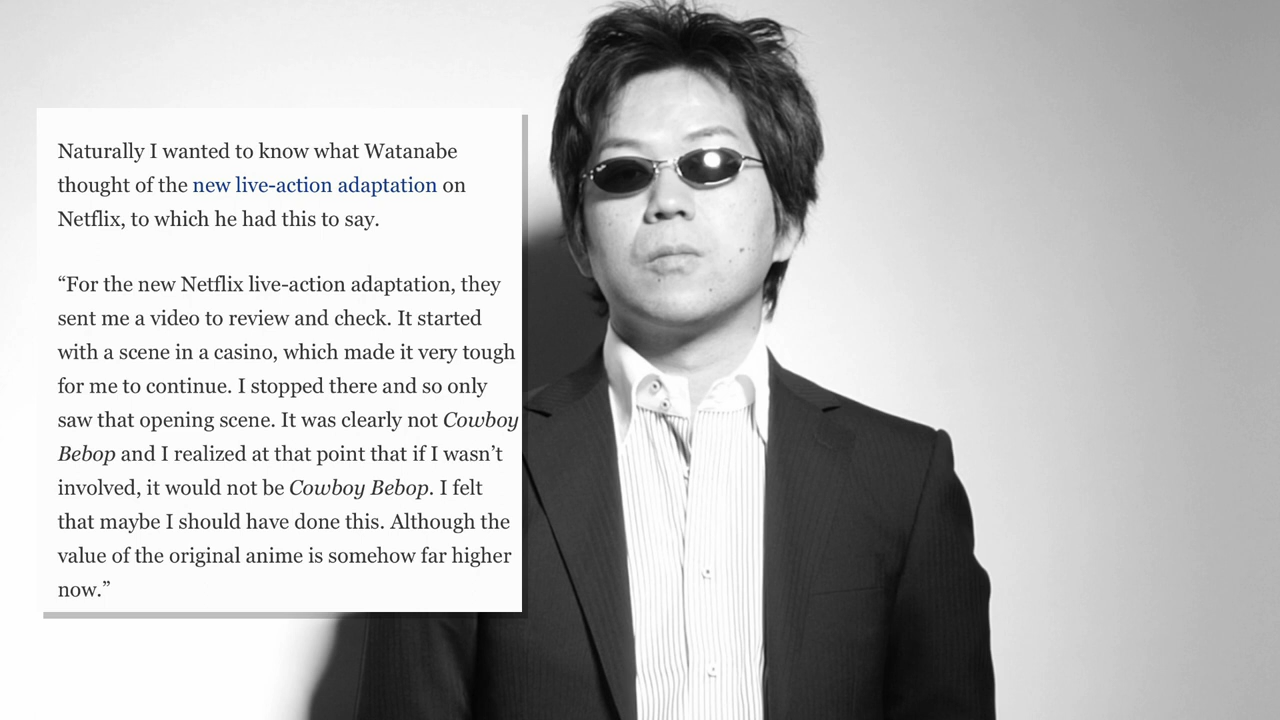 Naturally I wanted to know what Watanabe
thought of the new live-action adaptation on
Netflix, to which he had this to say.
“For the new Netflix live-action adaptation, they
sent me a video to review and check. It started
with a scene in a casino, which made it very tough
for me to continue. I stopped there and so only
saw that opening scene. It was clearly not Cowboy
Bebop and I realized at that point that if I wasn’t
involved, it would not be Cowboy Bebop. I felt
that maybe I should have done this. Although the
value of the original anime is somehow far higher
now.”